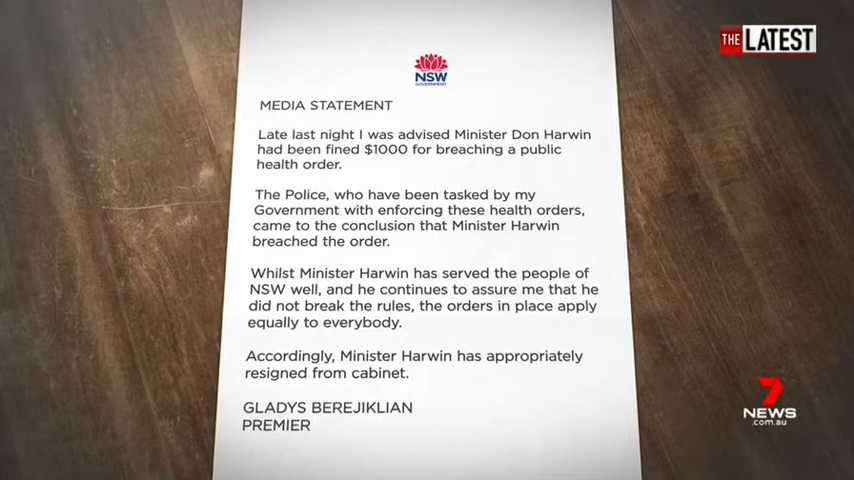 THE LATEST
NSW
GOVERNMENT
MEDIA STATEMENT
Late last night I was advised Minister Don Harwin
had been fined $1000 for breaching a public
health order.
The Police, who have been tasked by my
Government with enforcing these health orders,
came to the conclusion that Minister Harwin
breached the order.
Whilst Minister Harwin has served the people of
NSW well, and he continues to assure me that he
did not break the rules, the orders in place apply
equally to everybody.
Accordingly, Minister Harwin has appropriately
resigned from cabinet.
GLADYS BEREJIKLIAN
PREMIER
7
NEWS
.com.au